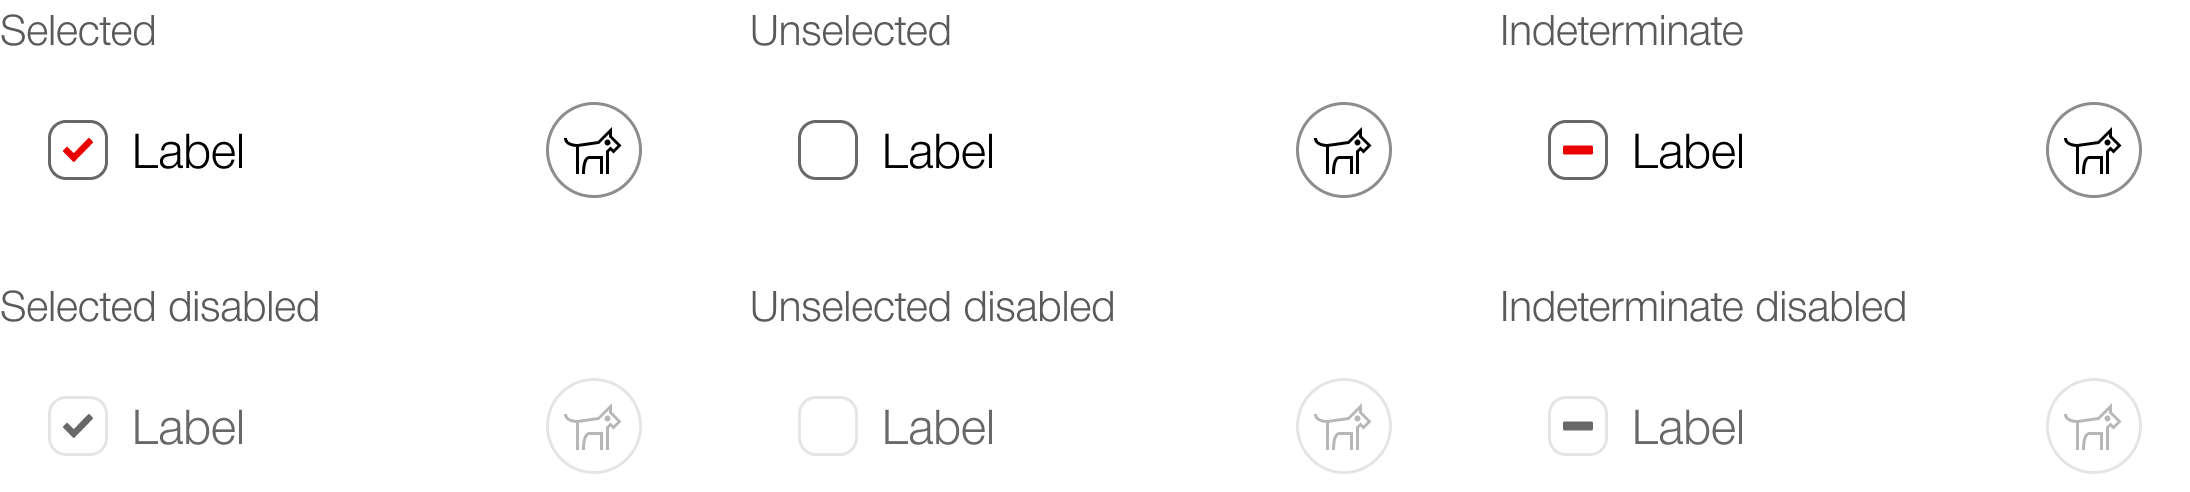 Selected
Unselected
Indeterminate
Label
Label
Label
Selected disabled
Unselected disabled
Indeterminate disabled
Label
Label
Label